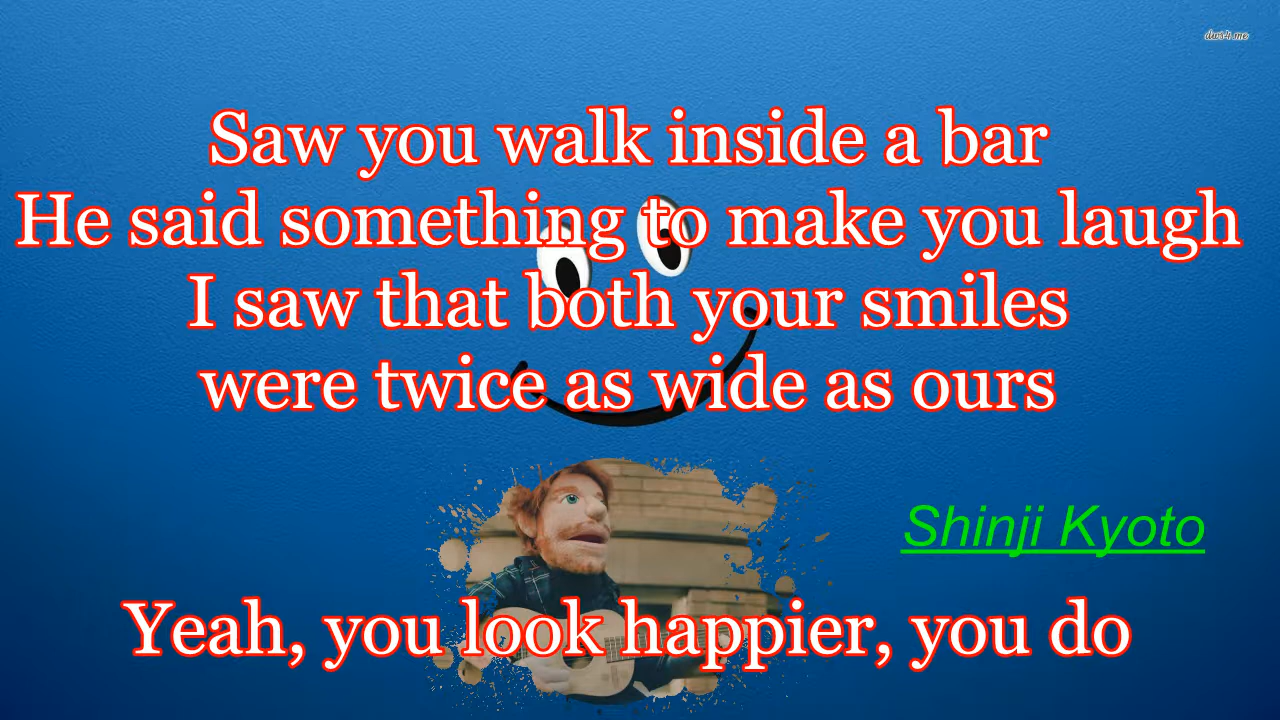 Saw you walk inside a bar
He said something to make you laugh
I saw that both your smiles
were twice as wide as ours
Shinji Kyoto
Yeah, you look happier, you do